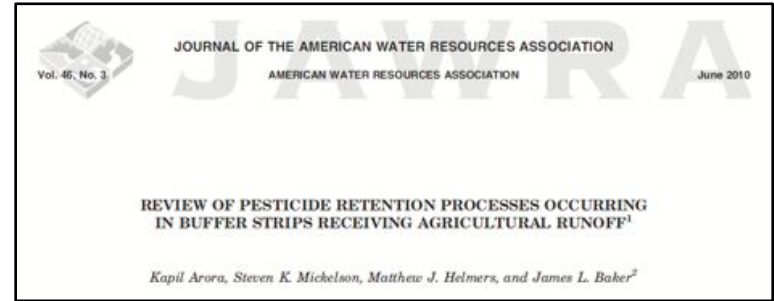 JOURNAL OF THE AMERICAN WATER RESOURCES ASSOCIATION
Vol. 46, No. 3 AMERICAN WATER RESOURCES ASSOCIATION June 2010
JAWRA
REVIEW OF PESTICIDE RETENTION PROCESSES OCCURRING
IN BUFFER STRIPS RECEIVING AGRICULTURAL RUNOFF¹
Kapil Arora, Steven K. Mickelson, Matthew J. Helmers, and James L. Baker²